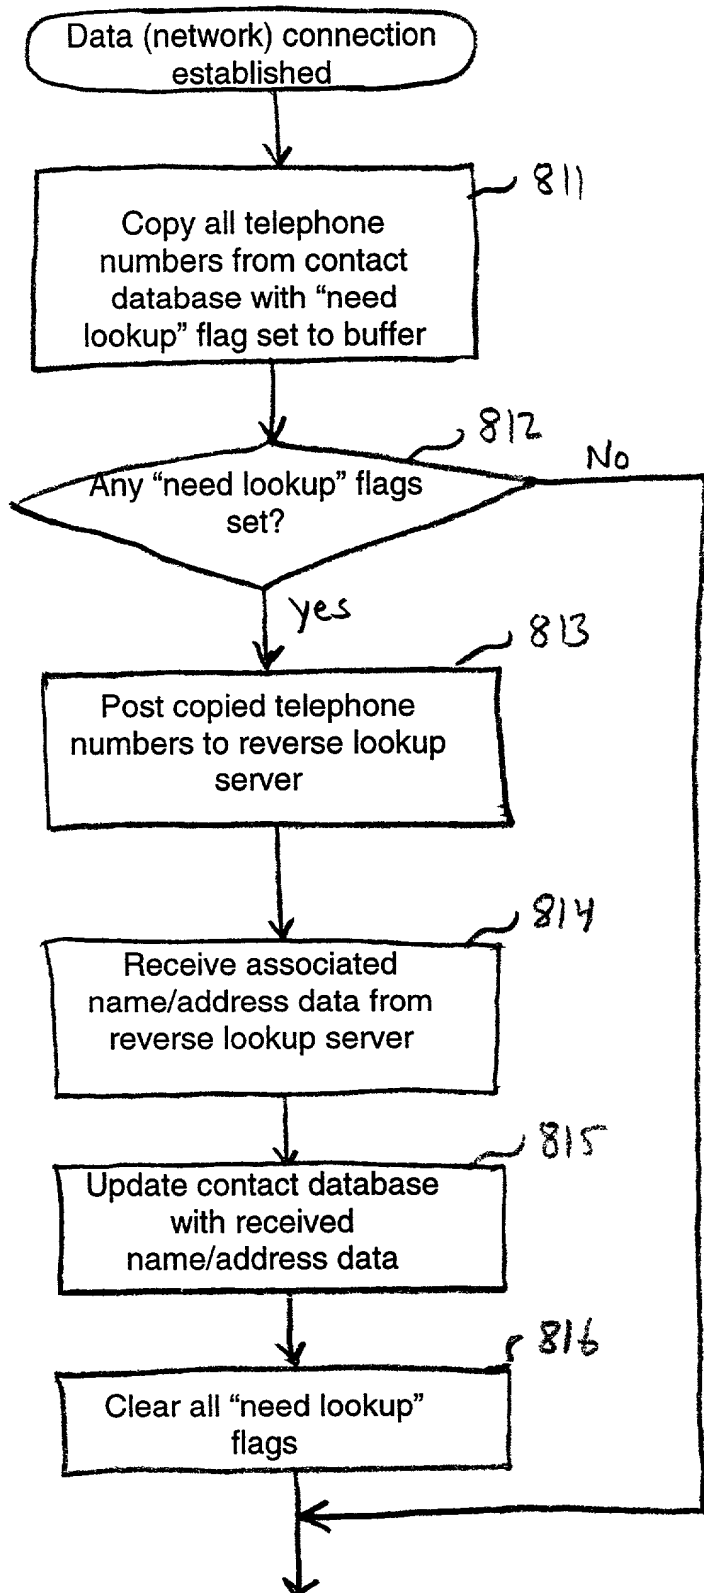 Data (network) connection
established
811
Copy all telephone
numbers from contact
database with “need
lookup” flag set to buffer
812
No
Any “need lookup” flags
set?
yes
813
Post copied telephone
numbers to reverse lookup
server
814
Receive associated
name/address data from
reverse lookup server
815
Update contact database
with received
name/address data
816
Clear all “need lookup”
flags